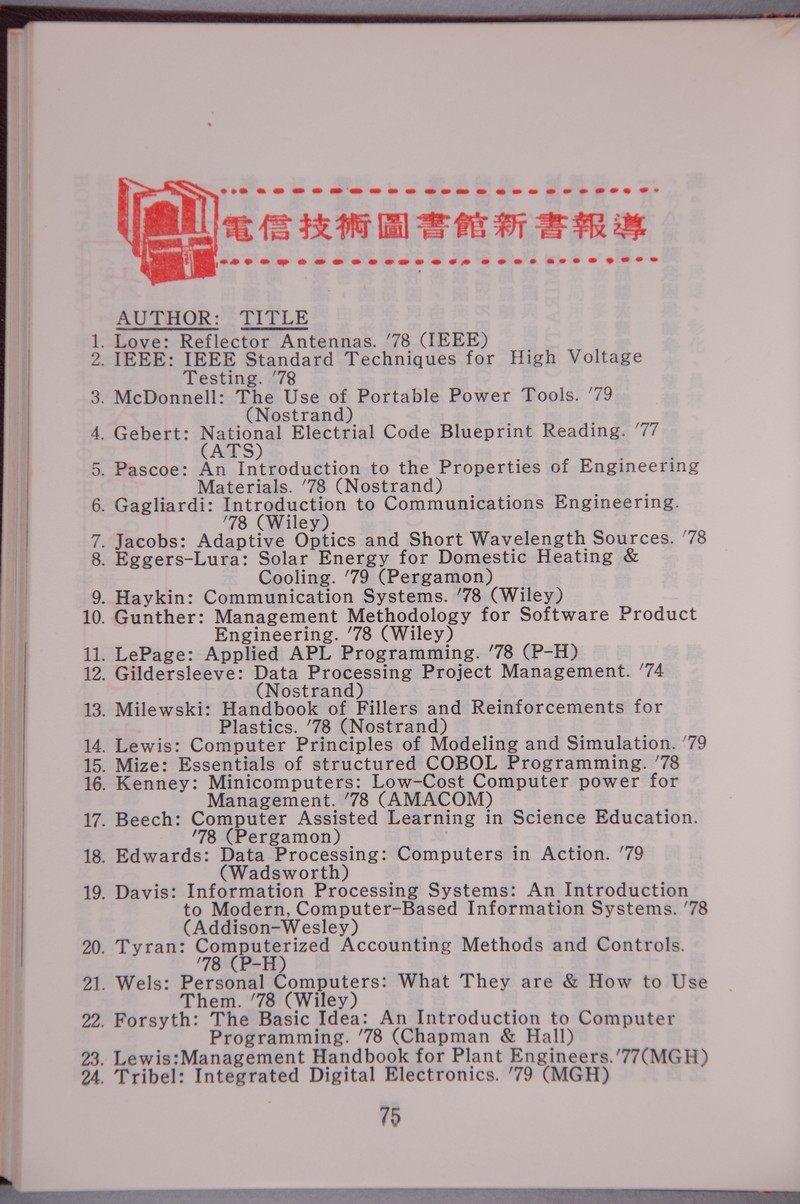 電信技術圖書館新書報導
AUTHOR: TITLE
1. Love: Reflector Antennas. '78 (IEEE)
2. IEEE: IEEE Standard Techniques for High Voltage
Testing. '78
3. McDonnell: The Use of Portable Power Tools. '79
(Nostrand)
4. Gebert: National Electrial Code Blueprint Reading. '77
(ATS)
5. Pascoe: An Introduction to the Properties of Engineering
Materials. '78 (Nostrand)
6. Gagliardi: Introduction to Communications Engineering.
'78 (Wiley)
7. Jacobs: Adaptive Optics and Short Wavelength Sources. '78
8. Eggers-Lura: Solar Energy for Domestic Heating &
Cooling. '79 (Pergamon)
9. Haykin: Communication Systems. '78 (Wiley)
10. Gunther: Management Methodology for Software Product
Engineering. '78 (Wiley)
11. LePage: Applied APL Programming. '78 (P-H)
12. Gildersleeve: Data Processing Project Management. '74
(Nostrand)
13. Milewski: Handbook of Fillers and Reinforcements for
Plastics. '78 (Nostrand)
14. Lewis: Computer Principles of Modeling and Simulation. '79
15. Mize: Essentials of structured COBOL Programming. '78
16. Kenney: Minicomputers: Low-Cost Computer power for
Management. '78 (AMACOM)
17. Beech: Computer Assisted Learning in Science Education.
'78 (Pergamon)
18. Edwards: Data Processing: Computers in Action. '79
(Wadsworth)
19. Davis: Information Processing Systems: An Introduction
to Modern, Computer-Based Information Systems. '78
(Addison-Wesley)
20. Tyran: Computerized Accounting Methods and Controls.
'78 (P-H)
21. Wels: Personal Computers: What They are & How to Use
Them. '78 (Wiley)
22. Forsyth: The Basic Idea: An Introduction to Computer
Programming. '78 (Chapman & Hall)
23. Lewis:Management Handbook for Plant Engineers.'77(MGH)
24. Tribel: Integrated Digital Electronics. '79 (MGH)
75